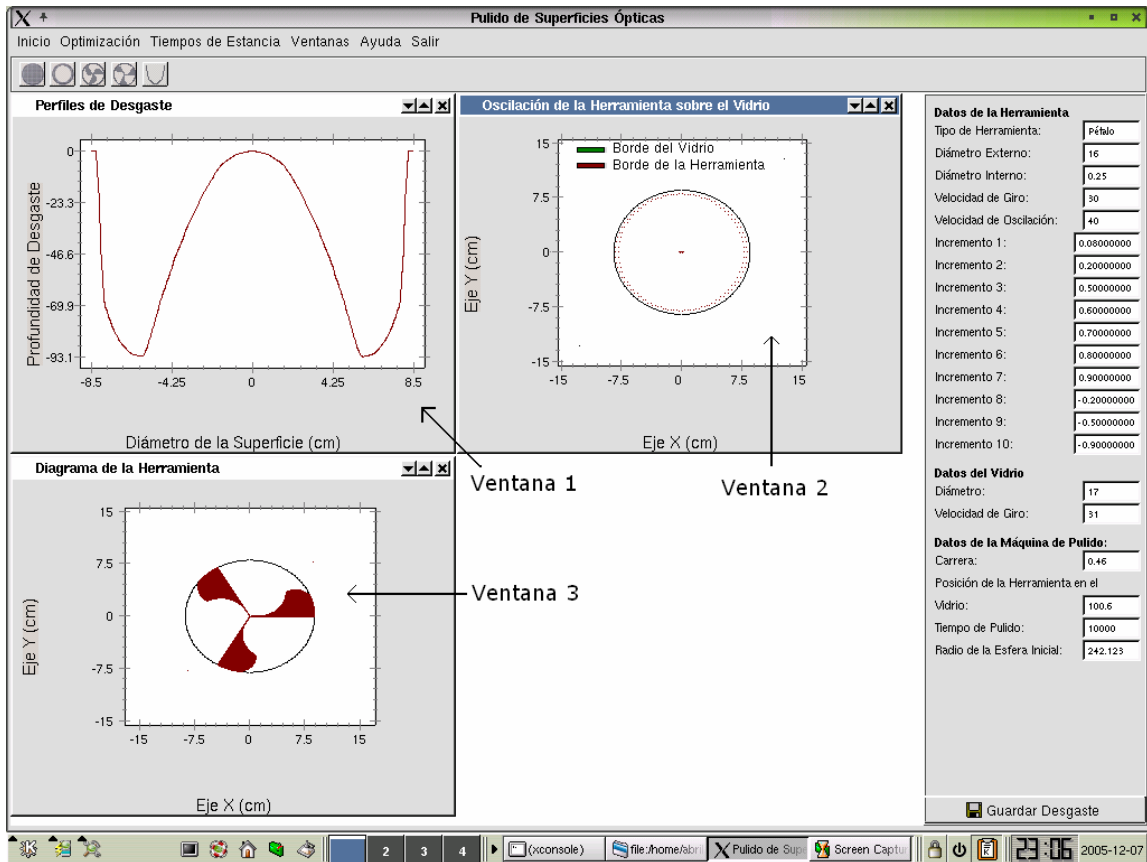 Pulido de Superficies Ópticas
Inicio Optimización Tiempos de Estancia Ventanas Ayuda Salir
Perfiles de Desgaste
0
-23.3
-46.6
-69.9
-93.1
-8.5 -4.25 0 4.25 8.5
Profundidad de Desgaste
Diámetro de la Superficie (cm)
Oscilación de la Herramienta sobre el Vidrio
Borde del Vidrio
Borde de la Herramienta
15
7.5
0
-7.5
-15
-15 -7.5 0 7.5 15
Eje Y (cm)
Eje X (cm)
Ventana 1
Ventana 2
Diagrama de la Herramienta
15
7.5
0
-7.5
-15
-15 -7.5 0 7.5 15
Eje Y (cm)
Eje X (cm)
Ventana 3
Datos de la Herramienta
Tipo de Herramienta: Pétalo
Diámetro Externo: 16
Diámetro Interno: 0.25
Velocidad de Giro: 30
Velocidad de Oscilación: 40
Incremento 1: 0.08000000
Incremento 2: 0.20000000
Incremento 3: 0.50000000
Incremento 4: 0.60000000
Incremento 5: 0.70000000
Incremento 6: 0.80000000
Incremento 7: 0.90000000
Incremento 8: -0.20000000
Incremento 9: -0.50000000
Incremento 10: -0.90000000
Datos del Vidrio
Diámetro: 17
Velocidad de Giro: 31
Datos de la Máquina de Pulido:
Carrera: 0.46
Posición de la Herramienta en el
Vidrio: 100.6
Tiempo de Pulido: 10000
Radio de la Esfera Inicial: 242.123
Guardar Desgaste
2 3 4 (xconsole) file:/home/abri Pulido de Supe Screen Captu 23:06 2005-12-07